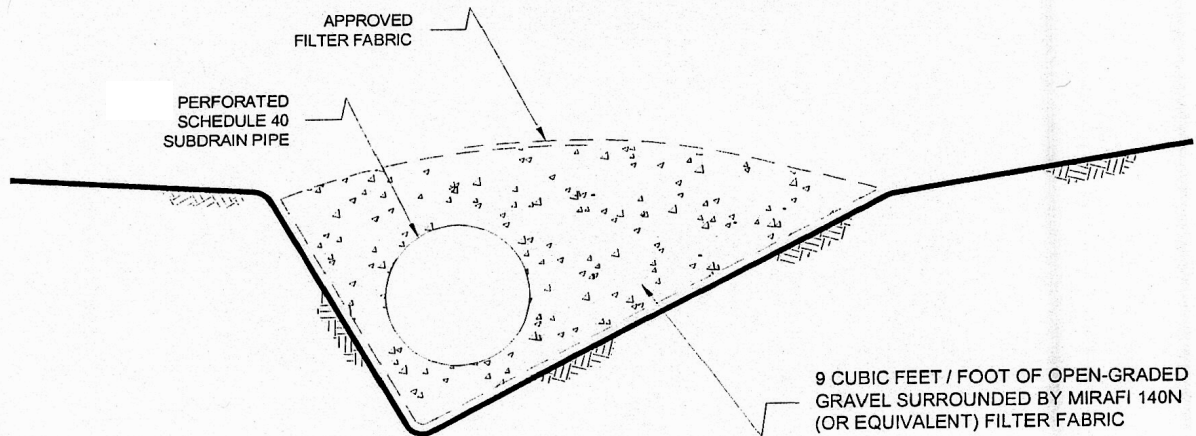 APPROVED
FILTER FABRIC
PERFORATED
SCHEDULE 40
SUBDRAIN PIPE
9 CUBIC FEET / FOOT OF OPEN-GRADED
GRAVEL SURROUNDED BY MIRAFI 140N
(OR EQUIVALENT) FILTER FABRIC